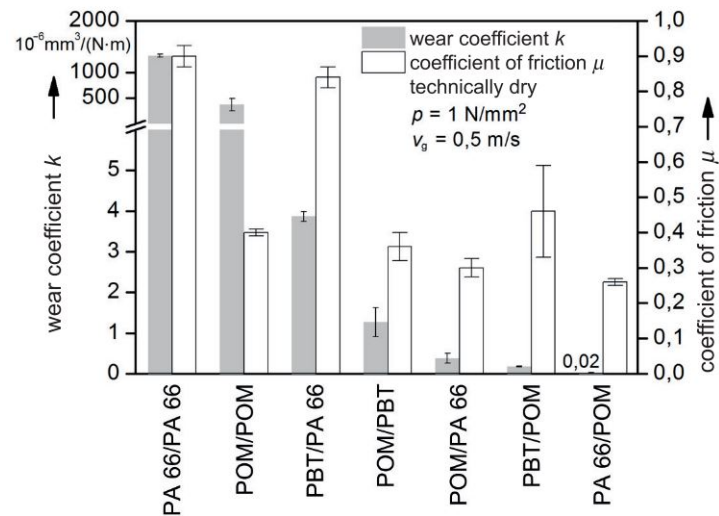 2000
10⁻⁶mm³/(N·m)
1000
500
5
4
3
2
1
0
wear coefficient k
wear coefficient k
coefficient of friction μ
technically dry
p = 1 N/mm²
vg = 0,5 m/s
0,02
1,0
0,9
0,8
0,7
0,6
0,5
0,4
0,3
0,2
0,1
0,0
coefficient of friction μ
PA 66/PA 66
POM/POM
PBT/PA 66
POM/PBT
POM/PA 66
PBT/POM
PA 66/POM